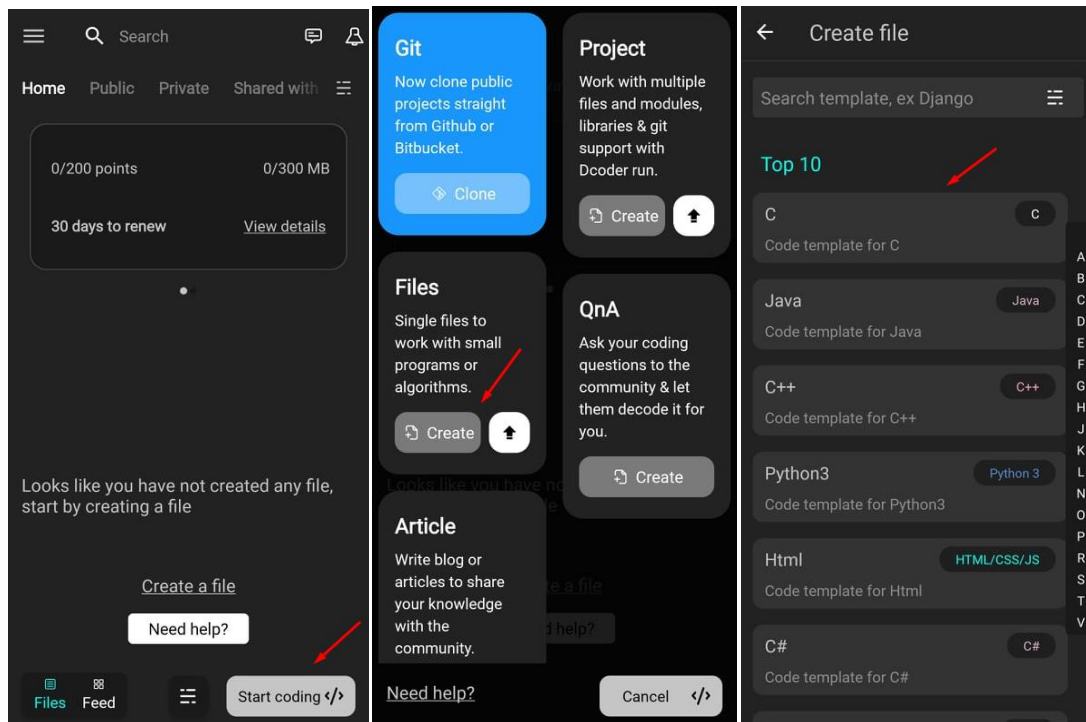 Search
Home Public Private Shared with
0/200 points 0/300 MB
30 days to renew View details
Looks like you have not created any file,
start by creating a file
Create a file
Need help?
Files Feed
Start coding </>
Git
Now clone public
projects straight
from Github or
Bitbucket.
Clone
Files
Single files to
work with small
programs or
algorithms.
Create
Article
Write blog or
articles to share
your knowledge
with the
community.
Project
Work with multiple
files and modules,
libraries & git
support with
Dcoder run.
Create
QnA
Ask your coding
questions to the
community & let
them decode it for
you.
Create
Need help?
Cancel </>
Create file
Search template, ex Django
Top 10
C C
Code template for C
Java Java
Code template for Java
C++ C++
Code template for C++
Python3 Python 3
Code template for Python3
Html HTML/CSS/JS
Code template for Html
C# C#
Code template for C#
A
B
C
D
E
F
G
H
J
K
L
N
O
P
R
S
T
V